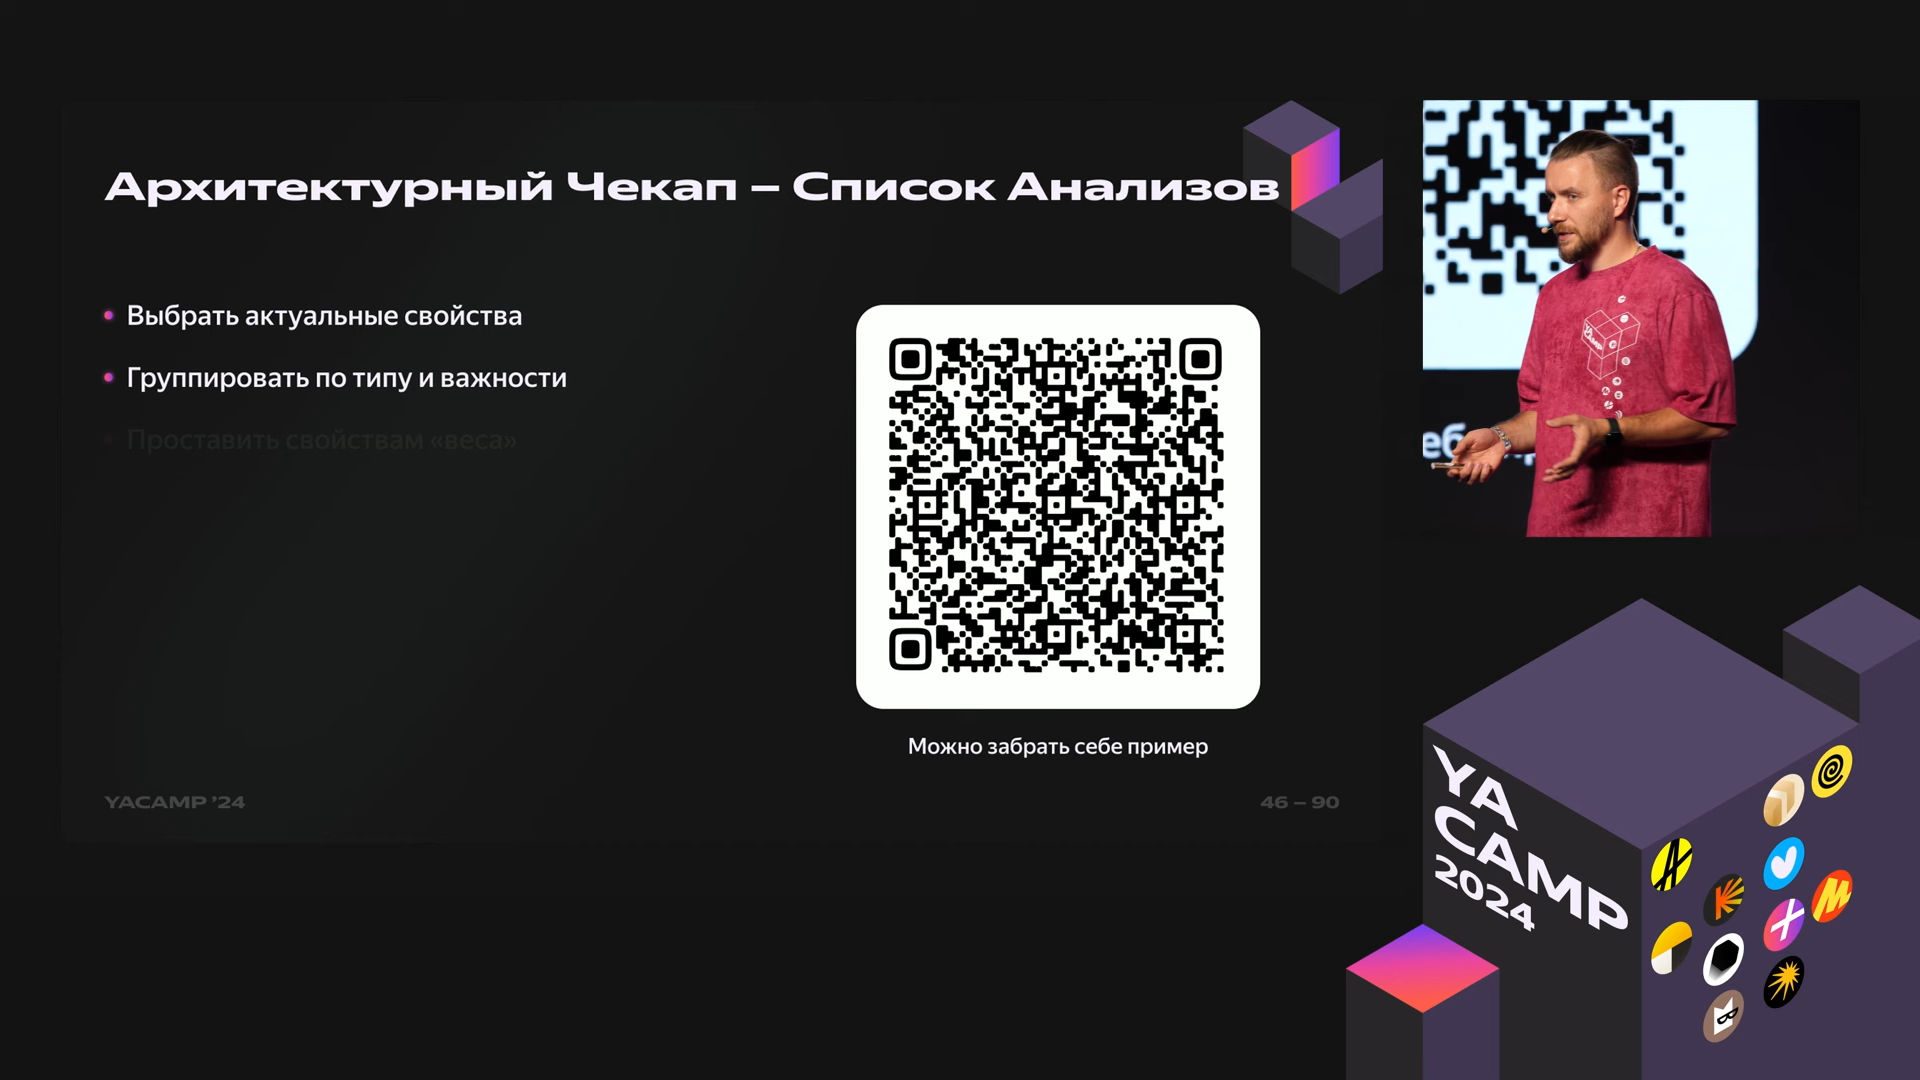 Архитектурный Чекап – Список Анализов
Выбрать актуальные свойства
Группировать по типу и важности
Проставить свойствам «веса»
Можно забрать себе пример
YACAMP ’24
46 – 90
YA
CAMP
2024